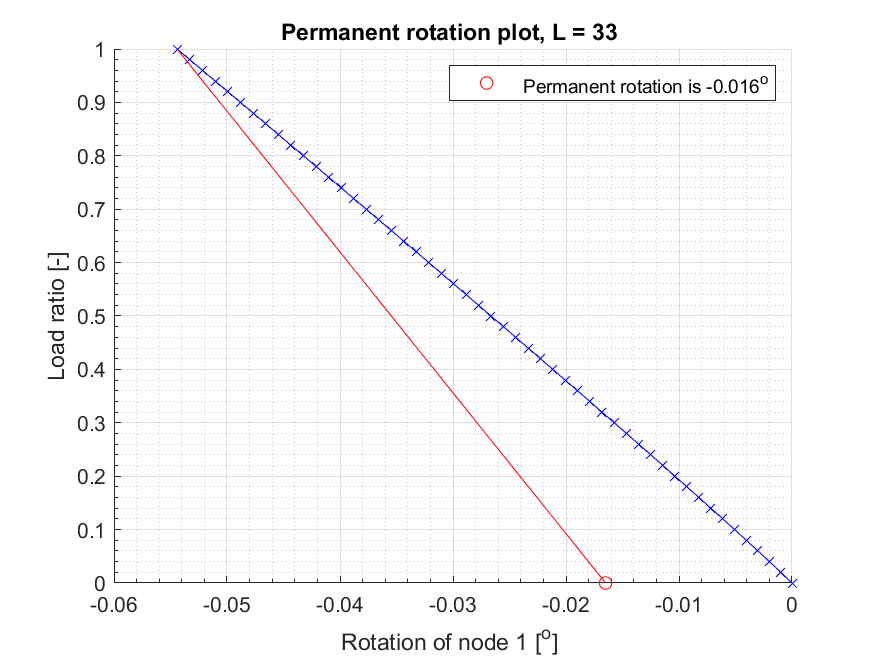 Permanent rotation plot, L = 33
Permanent rotation is -0.016°
Load ratio [-]
1
0.9
0.8
0.7
0.6
0.5
0.4
0.3
0.2
0.1
0
-0.06 -0.05 -0.04 -0.03 -0.02 -0.01 0
Rotation of node 1 [°]